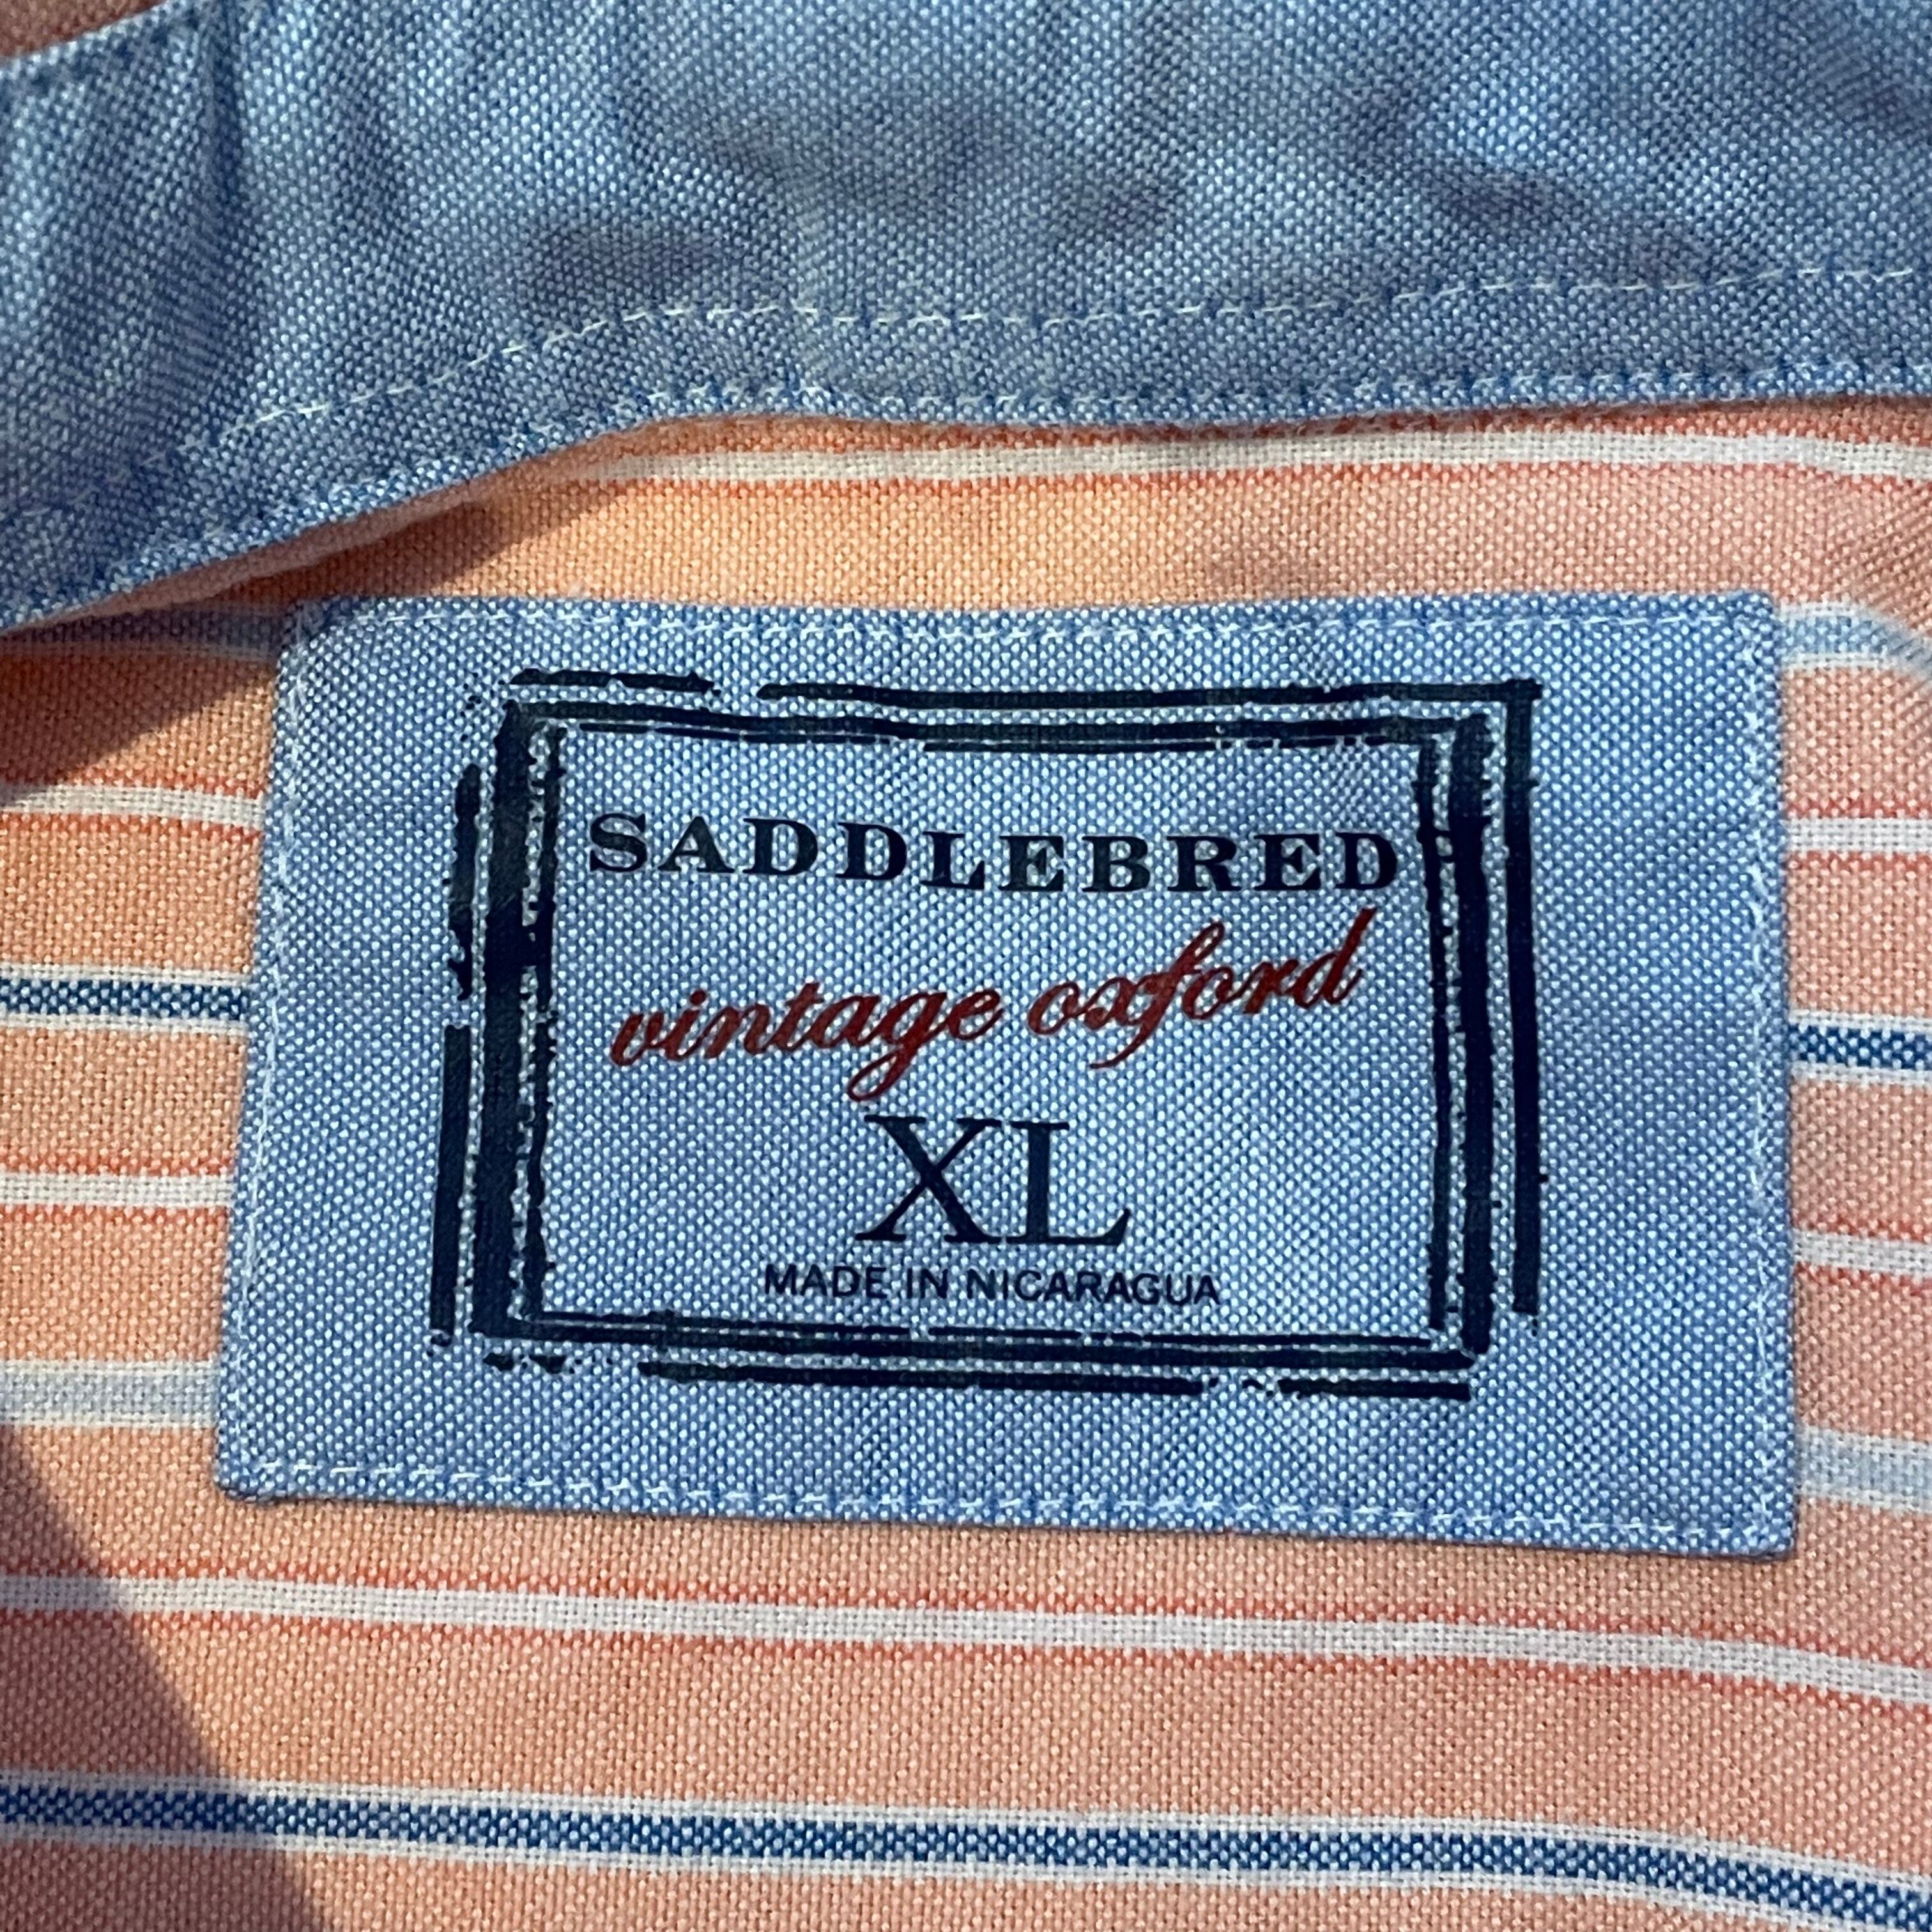 SADDLEBRED
vintage oxford
XL
MADE IN NICARAGUA